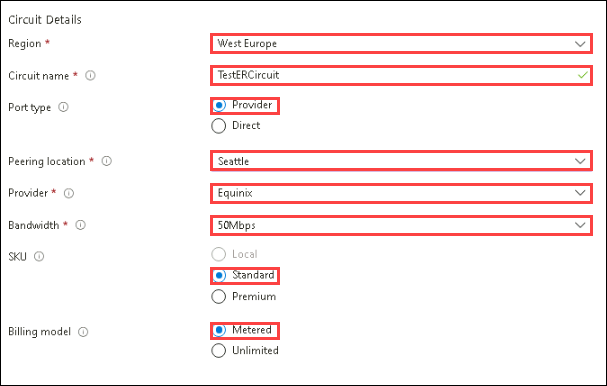 Circuit Details
Region * West Europe
Circuit name * TestERCircuit
Port type Provider
Direct
Peering location * Seattle
Provider * Equinix
Bandwidth * 50Mbps
SKU Local
Standard
Premium
Billing model Metered
Unlimited